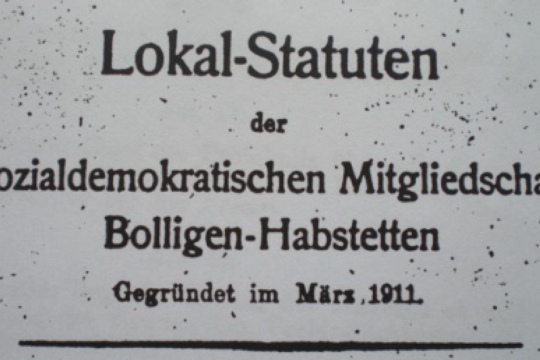 Lokal-Statuten
der
ozialdemokratischen Mitgliedscha
Bolligen-Habstetten
Gegründet im März 1911.